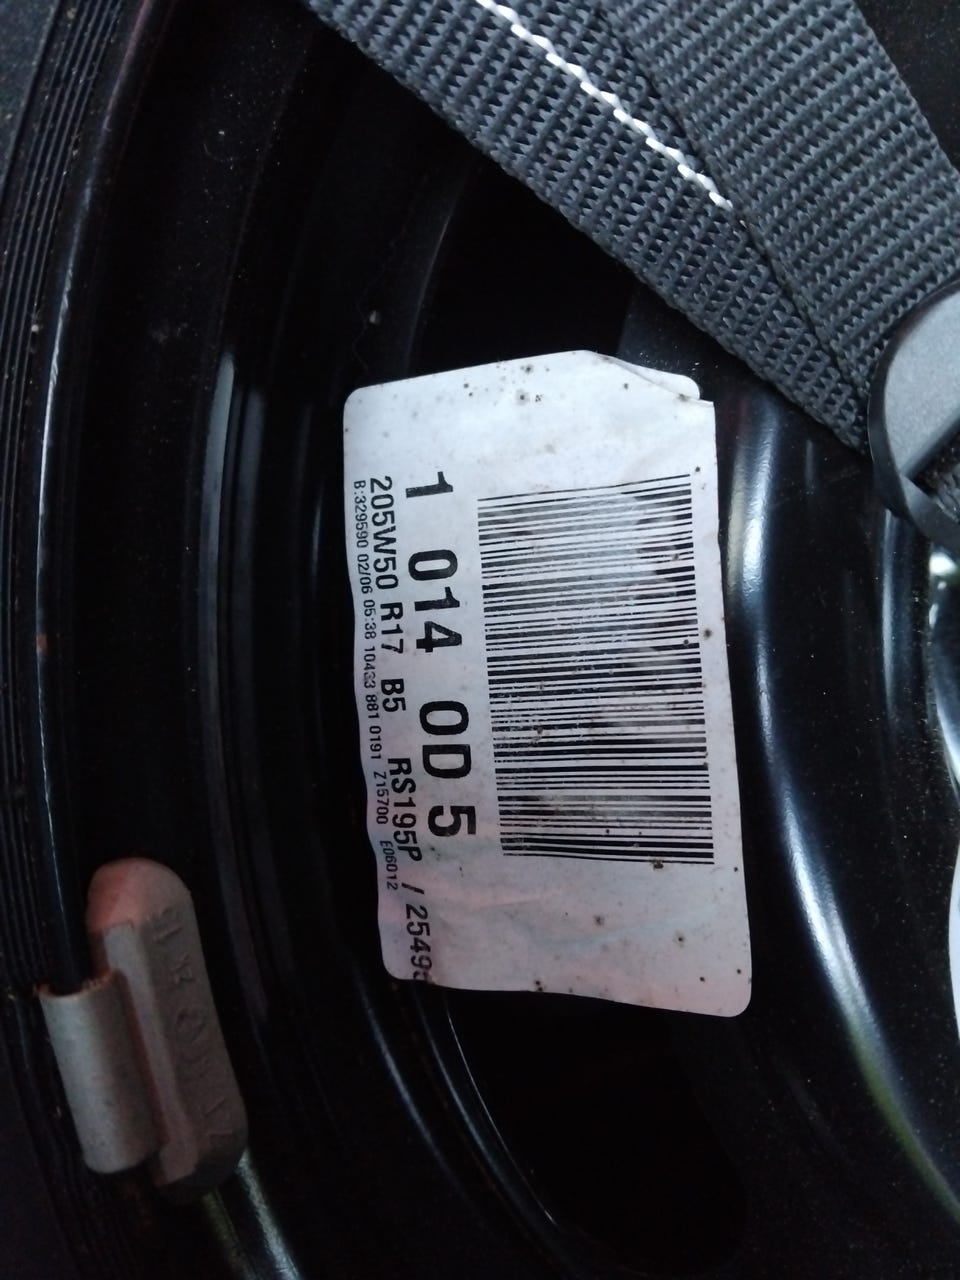 1 014 0D 5
205W50 R17 B5 RS195P / 2549
B:329590 02/06 05:38 10433 881 0191 Z15700 E06012